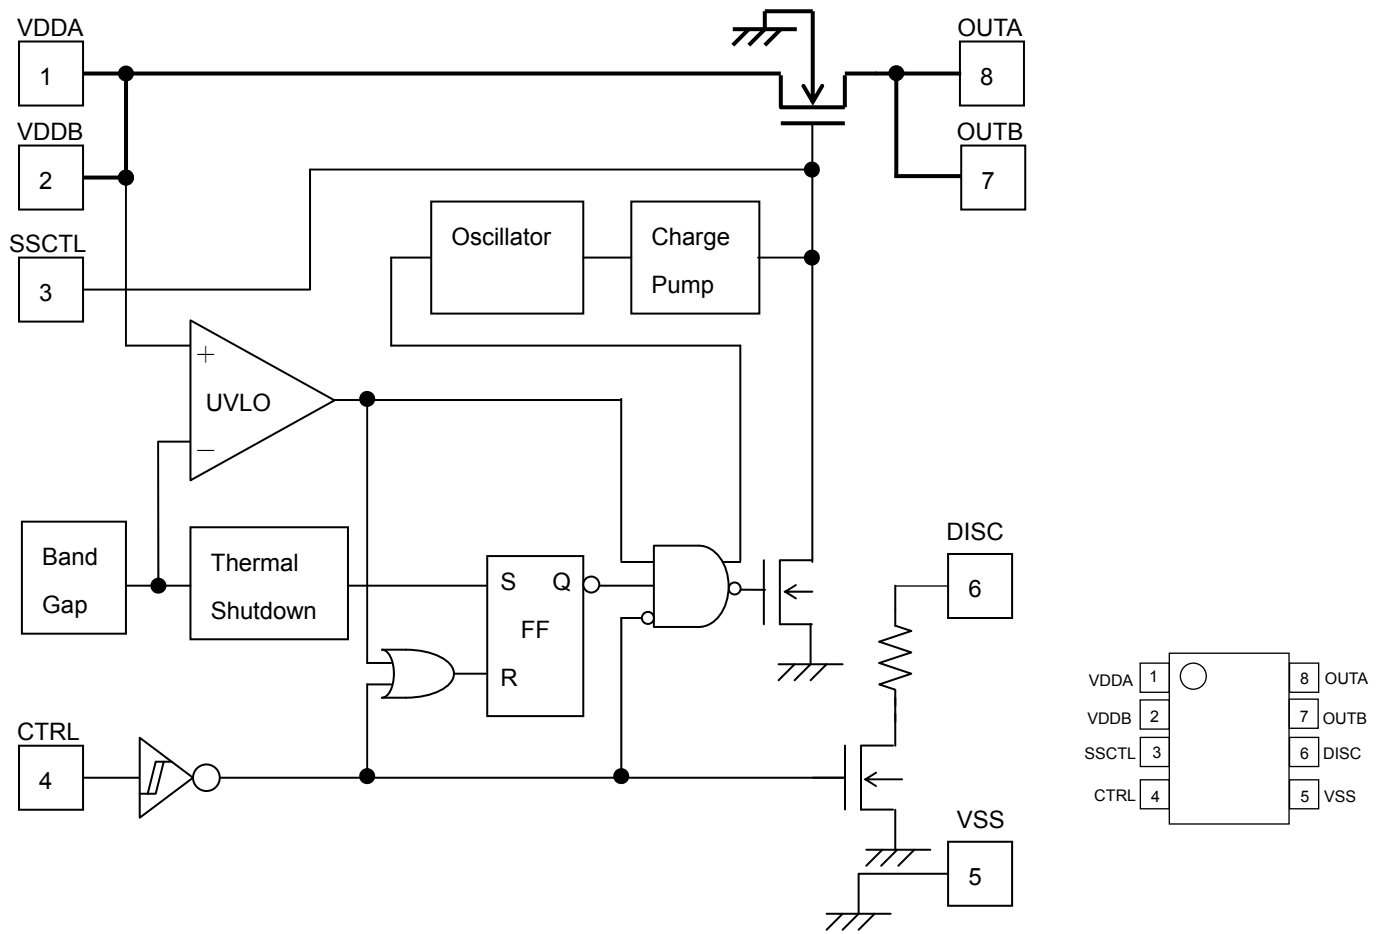 VDDA
1
VDDB
2
SSCTL
3
OUTA
8
OUTB
7
Oscillator
Charge
Pump
+
UVLO
−
Band
Gap
Thermal
Shutdown
S Q
FF
R
DISC
6
CTRL
4
VSS
5
VDDA 1
VDDB 2
SSCTL 3
CTRL 4
8 OUTA
7 OUTB
6 DISC
5 VSS